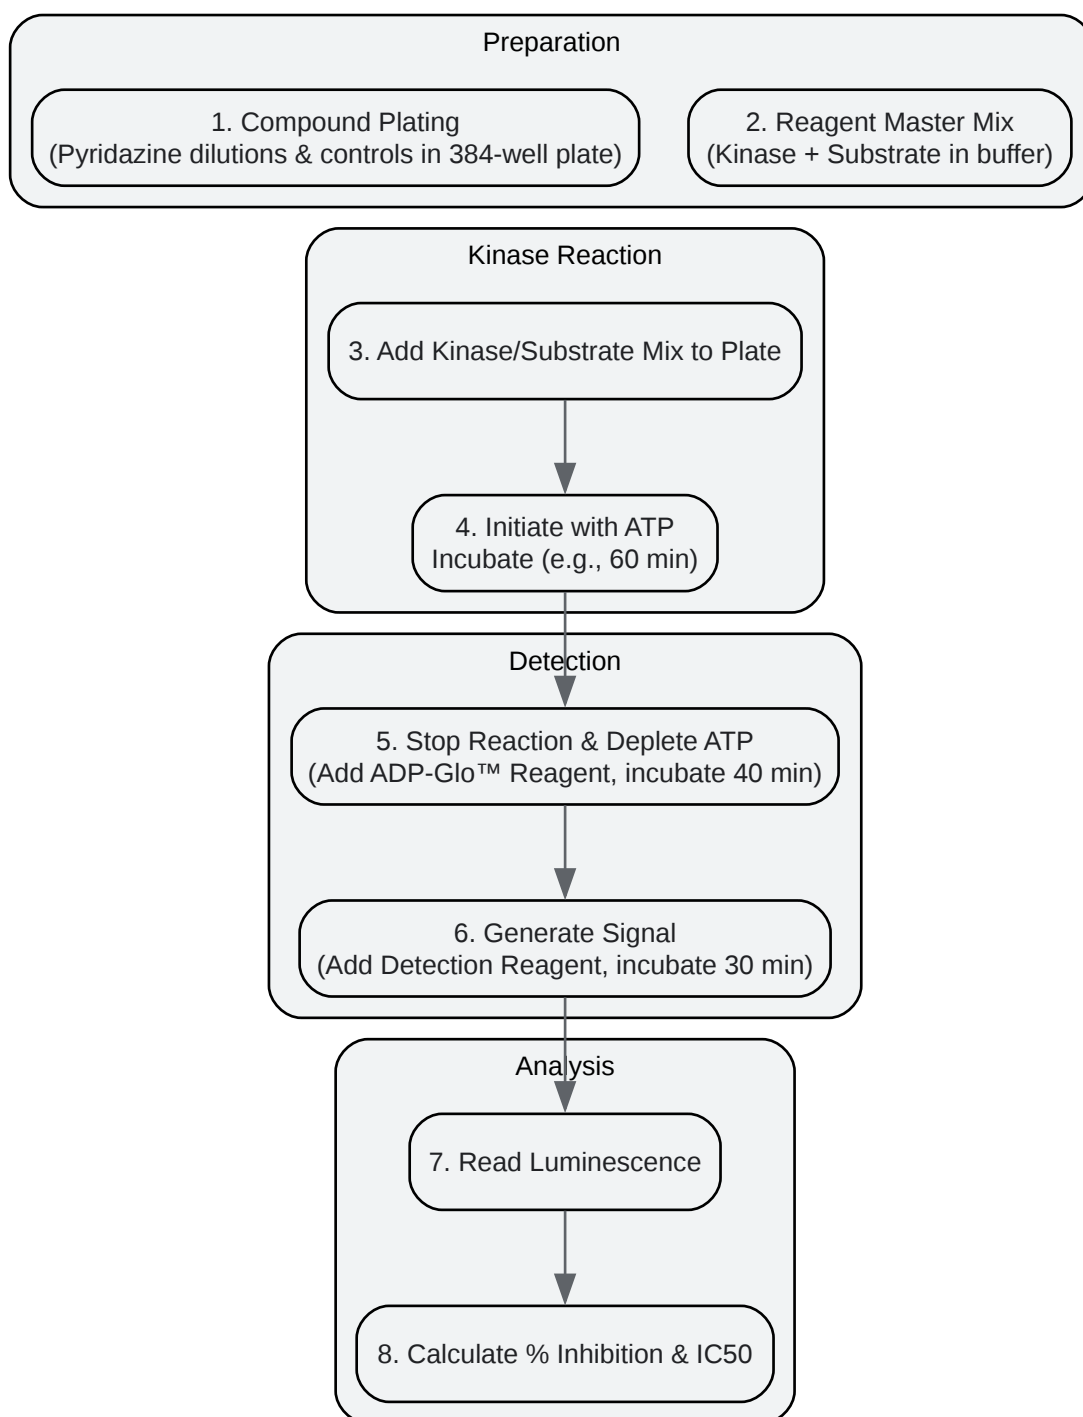 Preparation
1. Compound Plating
(Pyridazine dilutions & controls in 384-well plate)
2. Reagent Master Mix
(Kinase + Substrate in buffer)
Kinase Reaction
3. Add Kinase/Substrate Mix to Plate
4. Initiate with ATP
Incubate (e.g., 60 min)
Detection
5. Stop Reaction & Deplete ATP
(Add ADP-Glo™ Reagent, incubate 40 min)
6. Generate Signal
(Add Detection Reagent, incubate 30 min)
Analysis
7. Read Luminescence
8. Calculate % Inhibition & IC50